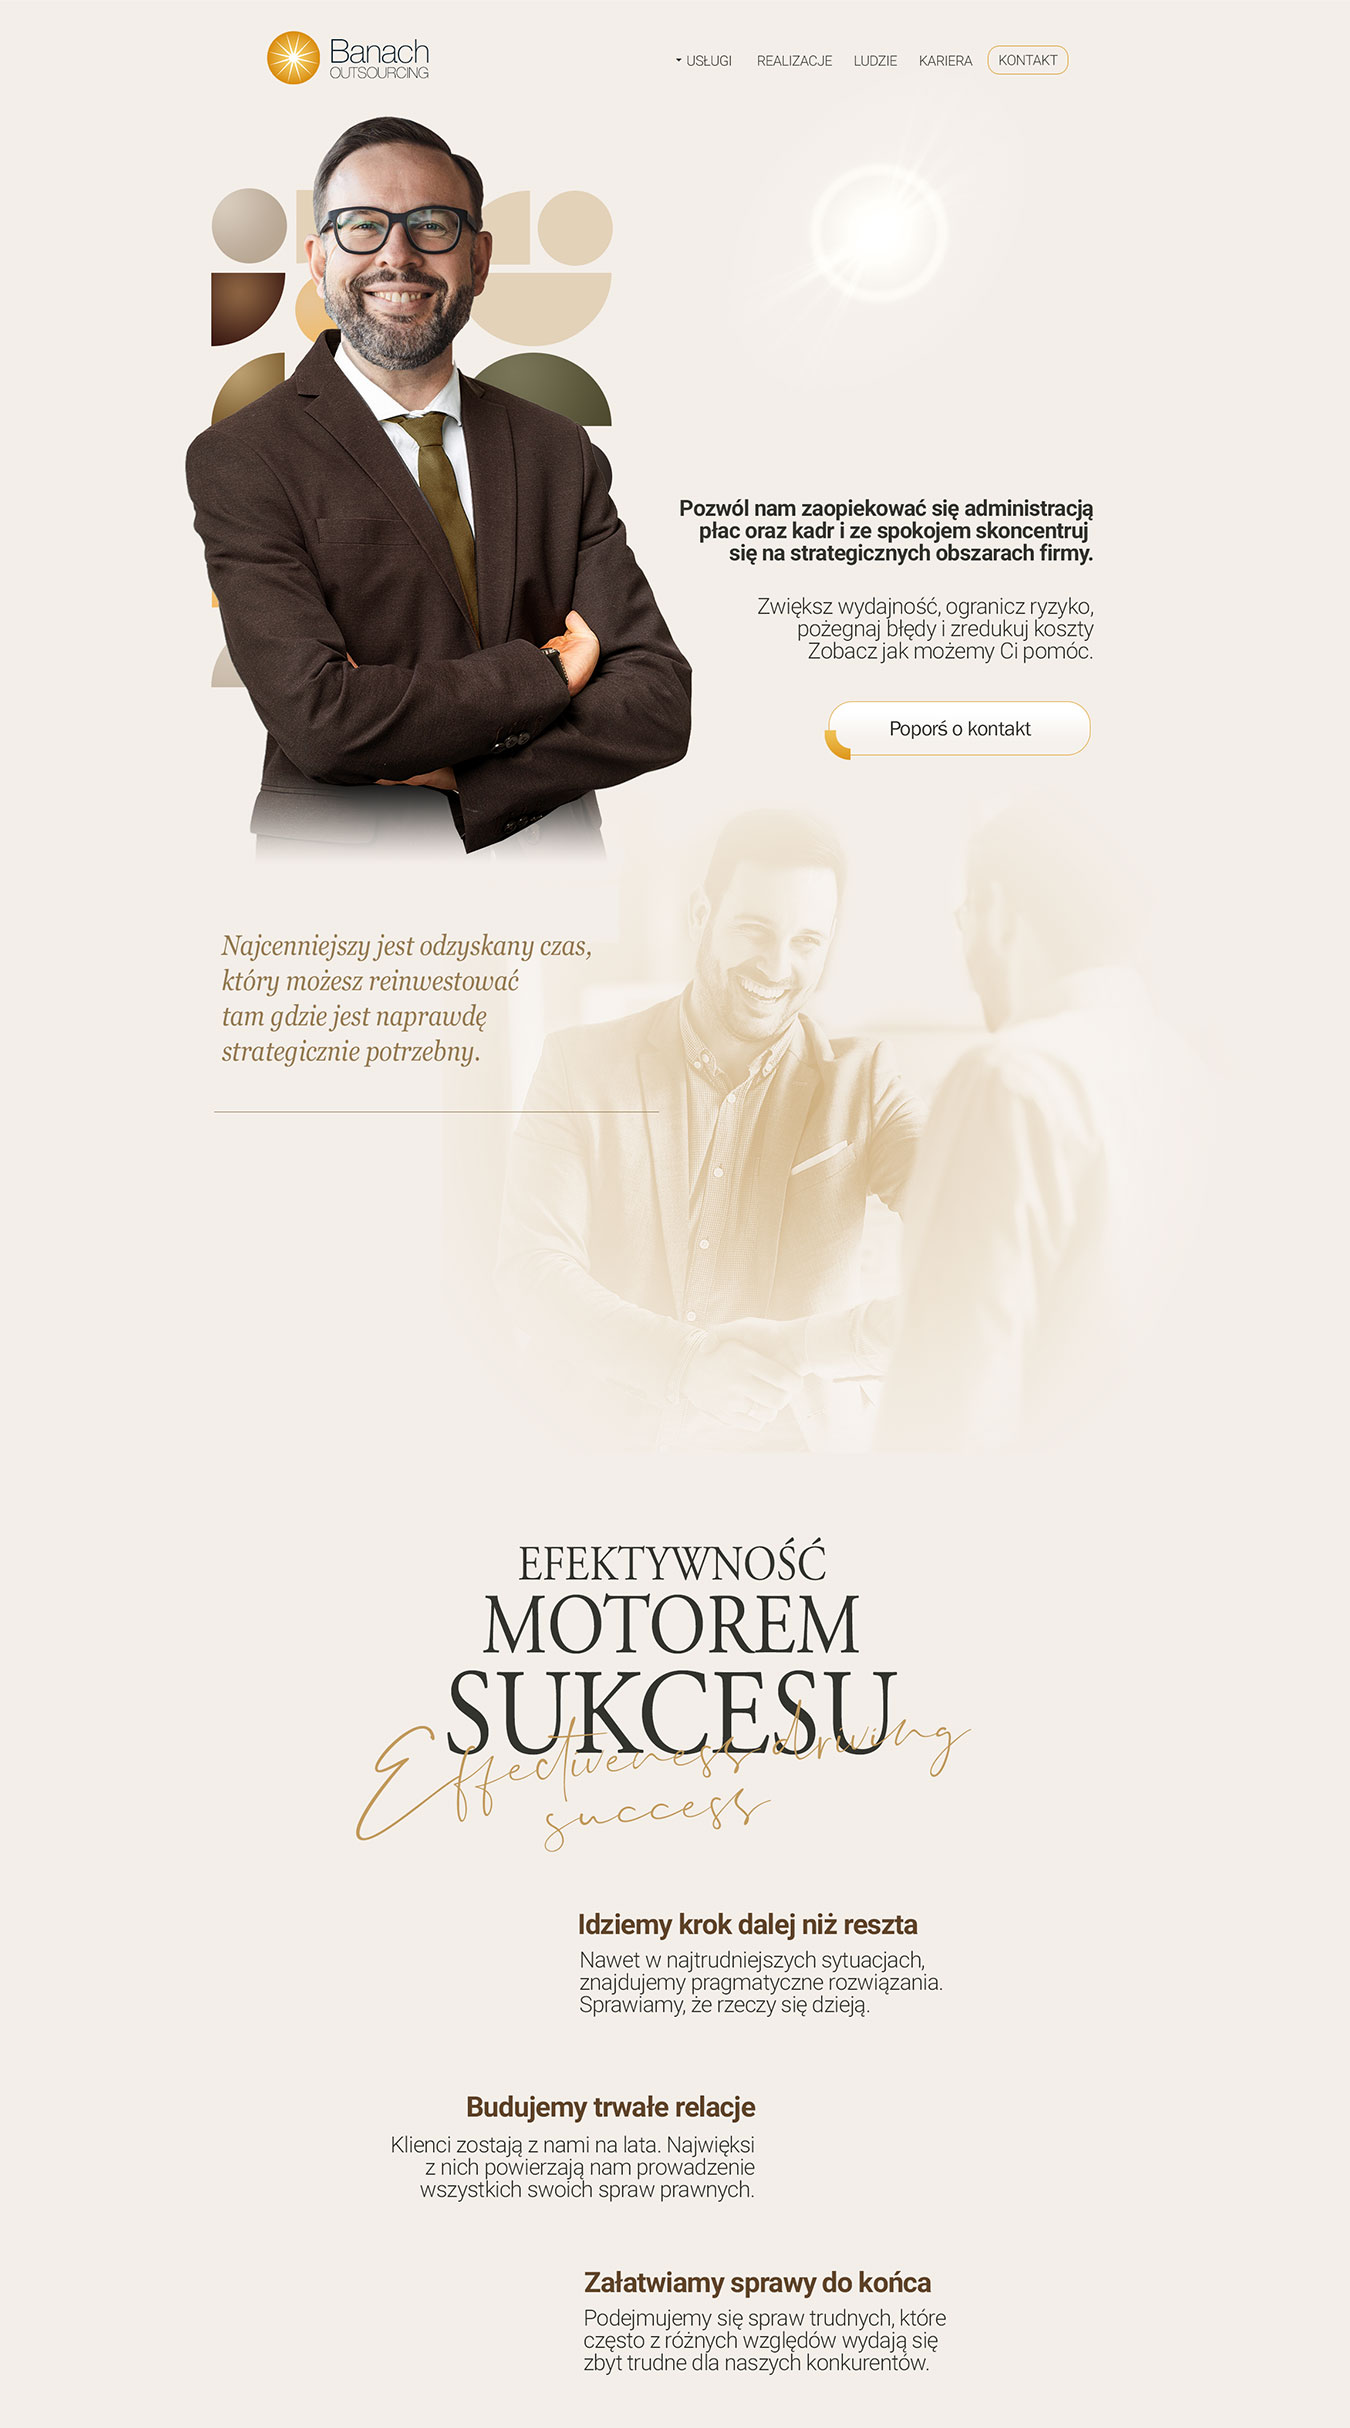 Banach
OUTSOURCING
USŁUGI REALIZACJE LUDZIE KARIERA KONTAKT
Pozwól nam zaopiekować się administracją
płac oraz kadr i ze spokojem skoncentruj
się na strategicznych obszarach firmy.
Zwiększ wydajność, ogranicz ryzyko,
pożegnaj błędy i zredukuj koszty
Zobacz jak możemy Ci pomóc.
Poporś o kontakt
Najcenniejszy jest odzyskany czas,
który możesz reinwestować
tam gdzie jest naprawdę
strategicznie potrzebny.
EFEKTYWNOŚĆ
MOTOREM
SUKCESU
Effectiveness driving
success
Idziemy krok dalej niż reszta
Nawet w najtrudniejszych sytuacjach,
znajdujemy pragmatyczne rozwiązania.
Sprawiamy, że rzeczy się dzieją.
Budujemy trwałe relacje
Klienci zostają z nami na lata. Najwięksi
z nich powierzają nam prowadzenie
wszystkich swoich spraw prawnych.
Załatwiamy sprawy do końca
Podejmujemy się spraw trudnych, które
często z różnych względów wydają się
zbyt trudne dla naszych konkurentów.